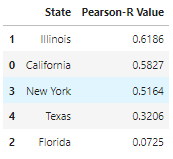 State Pearson-R Value
1 Illinois 0.6186
0 California 0.5827
3 New York 0.5164
4 Texas 0.3206
2 Florida 0.0725